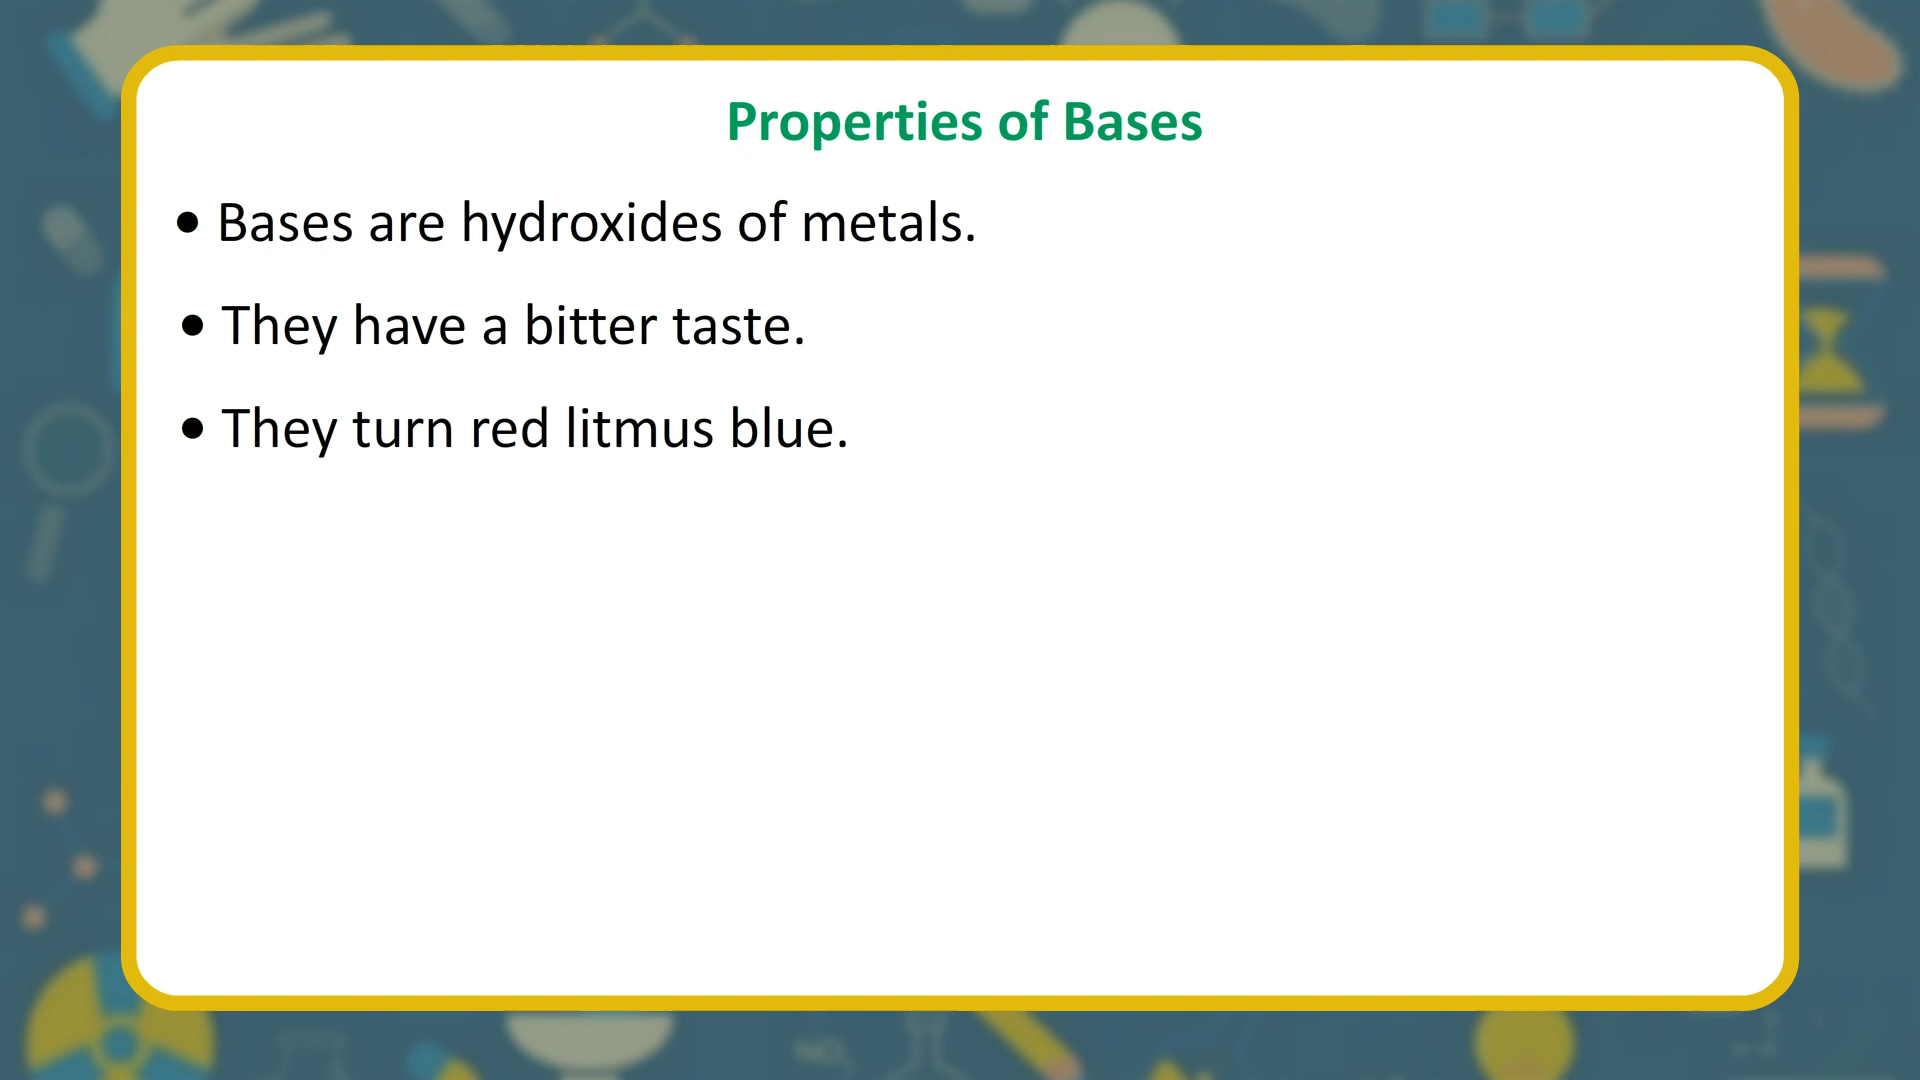 Properties of Bases
• Bases are hydroxides of metals.
• They have a bitter taste.
• They turn red litmus blue.